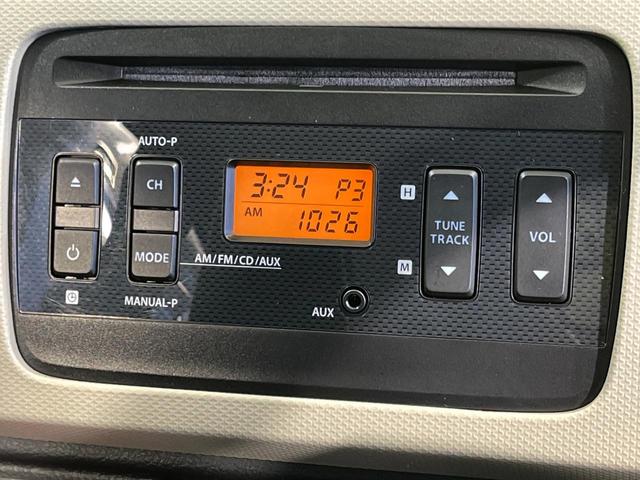 AUTO-P
CH
MODE
MANUAL-P
3:24 P3
AM 1026
AM/FM/CD/AUX
AUX
H
M
TUNE
TRACK
VOL